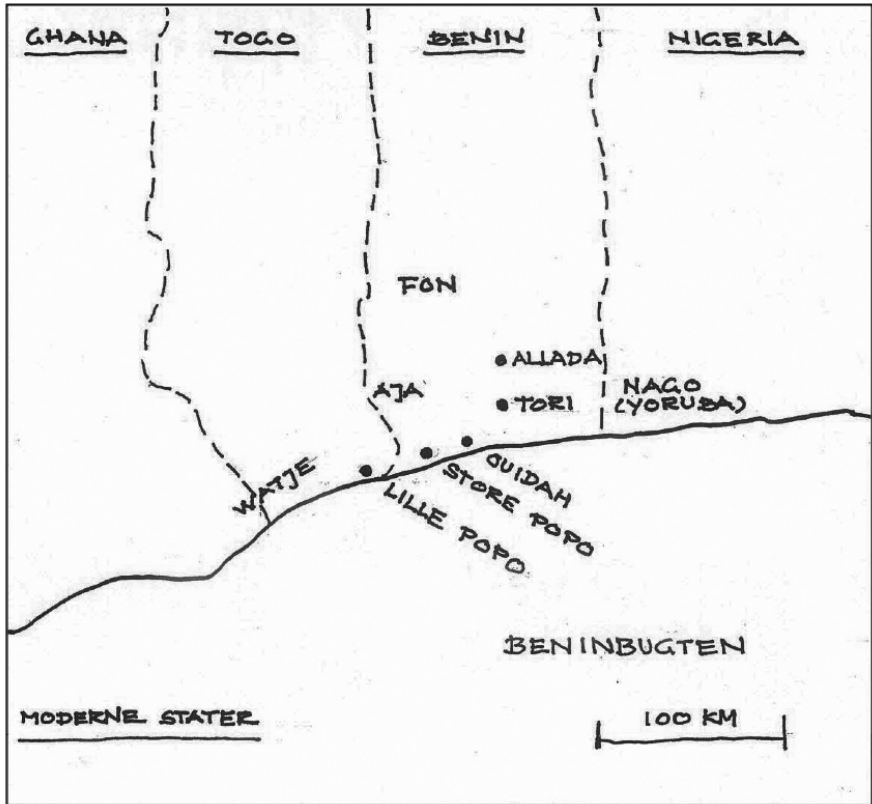 GHANA
TOGO
BENIN
NIGERIA
FON
ALLADA
AJA
TORI
NAGO
(YORUBA)
WATJE
OUIDAH
STORE POPO
LILLE POPO
BENINBUGTEN
MODERNE STATER
100 KM